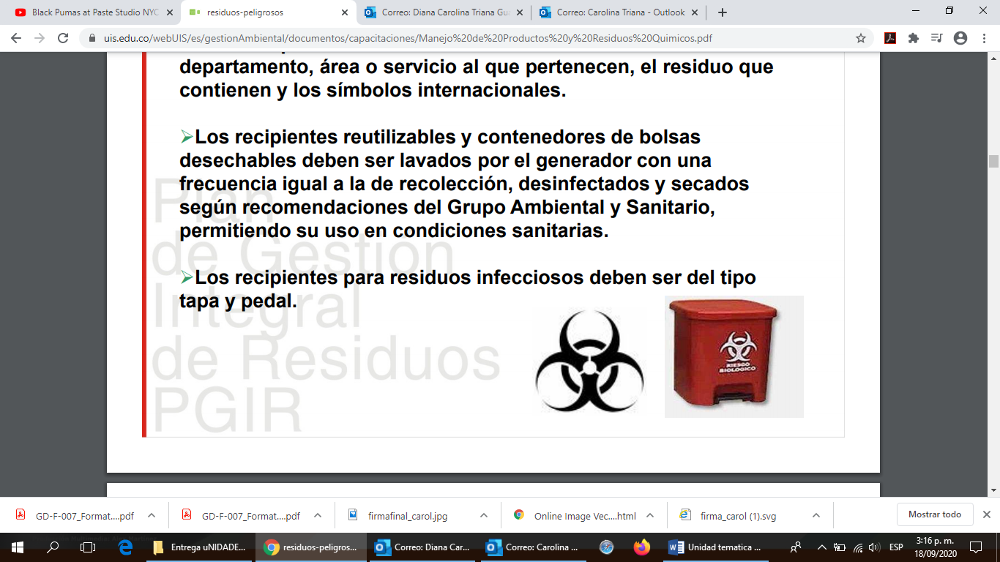 Black Pumas at Paste Studio NYC
residuos-peligrosos
Correo: Diana Carolina Triana Gu
Correo: Carolina Triana - Outlook
uis.edu.co/webUIS/es/gestionAmbiental/documentos/capacitaciones/Manejo%20de%20Productos%20y%20Residuos%20Quimicos.pdf
departamento, área o servicio al que pertenecen, el residuo que
contienen y los símbolos internacionales.
Los recipientes reutilizables y contenedores de bolsas
desechables deben ser lavados por el generador con una
frecuencia igual a la de recolección, desinfectados y secados
según recomendaciones del Grupo Ambiental y Sanitario,
permitiendo su uso en condiciones sanitarias.
Los recipientes para residuos infecciosos deben ser del tipo
tapa y pedal.
Plan
de Gestión
Integral
de Residuos
PGIR
RIESGO
BIOLOGICO
GD-F-007_Format....pdf
GD-F-007_Format....pdf
firmafinal_carol.jpg
Online Image Vec....html
firma_carol (1).svg
Mostrar todo
Entrega uNIDADE...
residuos-peligros...
Correo: Diana Car...
Correo: Carolina ...
Unidad tematica ...
ESP
3:16 p. m.
18/09/2020